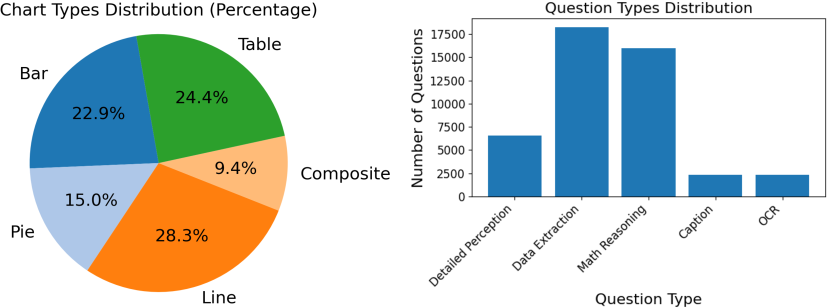 Chart Types Distribution (Percentage)
Table
Bar
24.4%
22.9%
9.4%
Composite
15.0%
28.3%
Pie
Line
Question Types Distribution
Number of Questions
17500
15000
12500
10000
7500
5000
2500
0
Detailed Perception
Data Extraction
Math Reasoning
Caption
OCR
Question Type